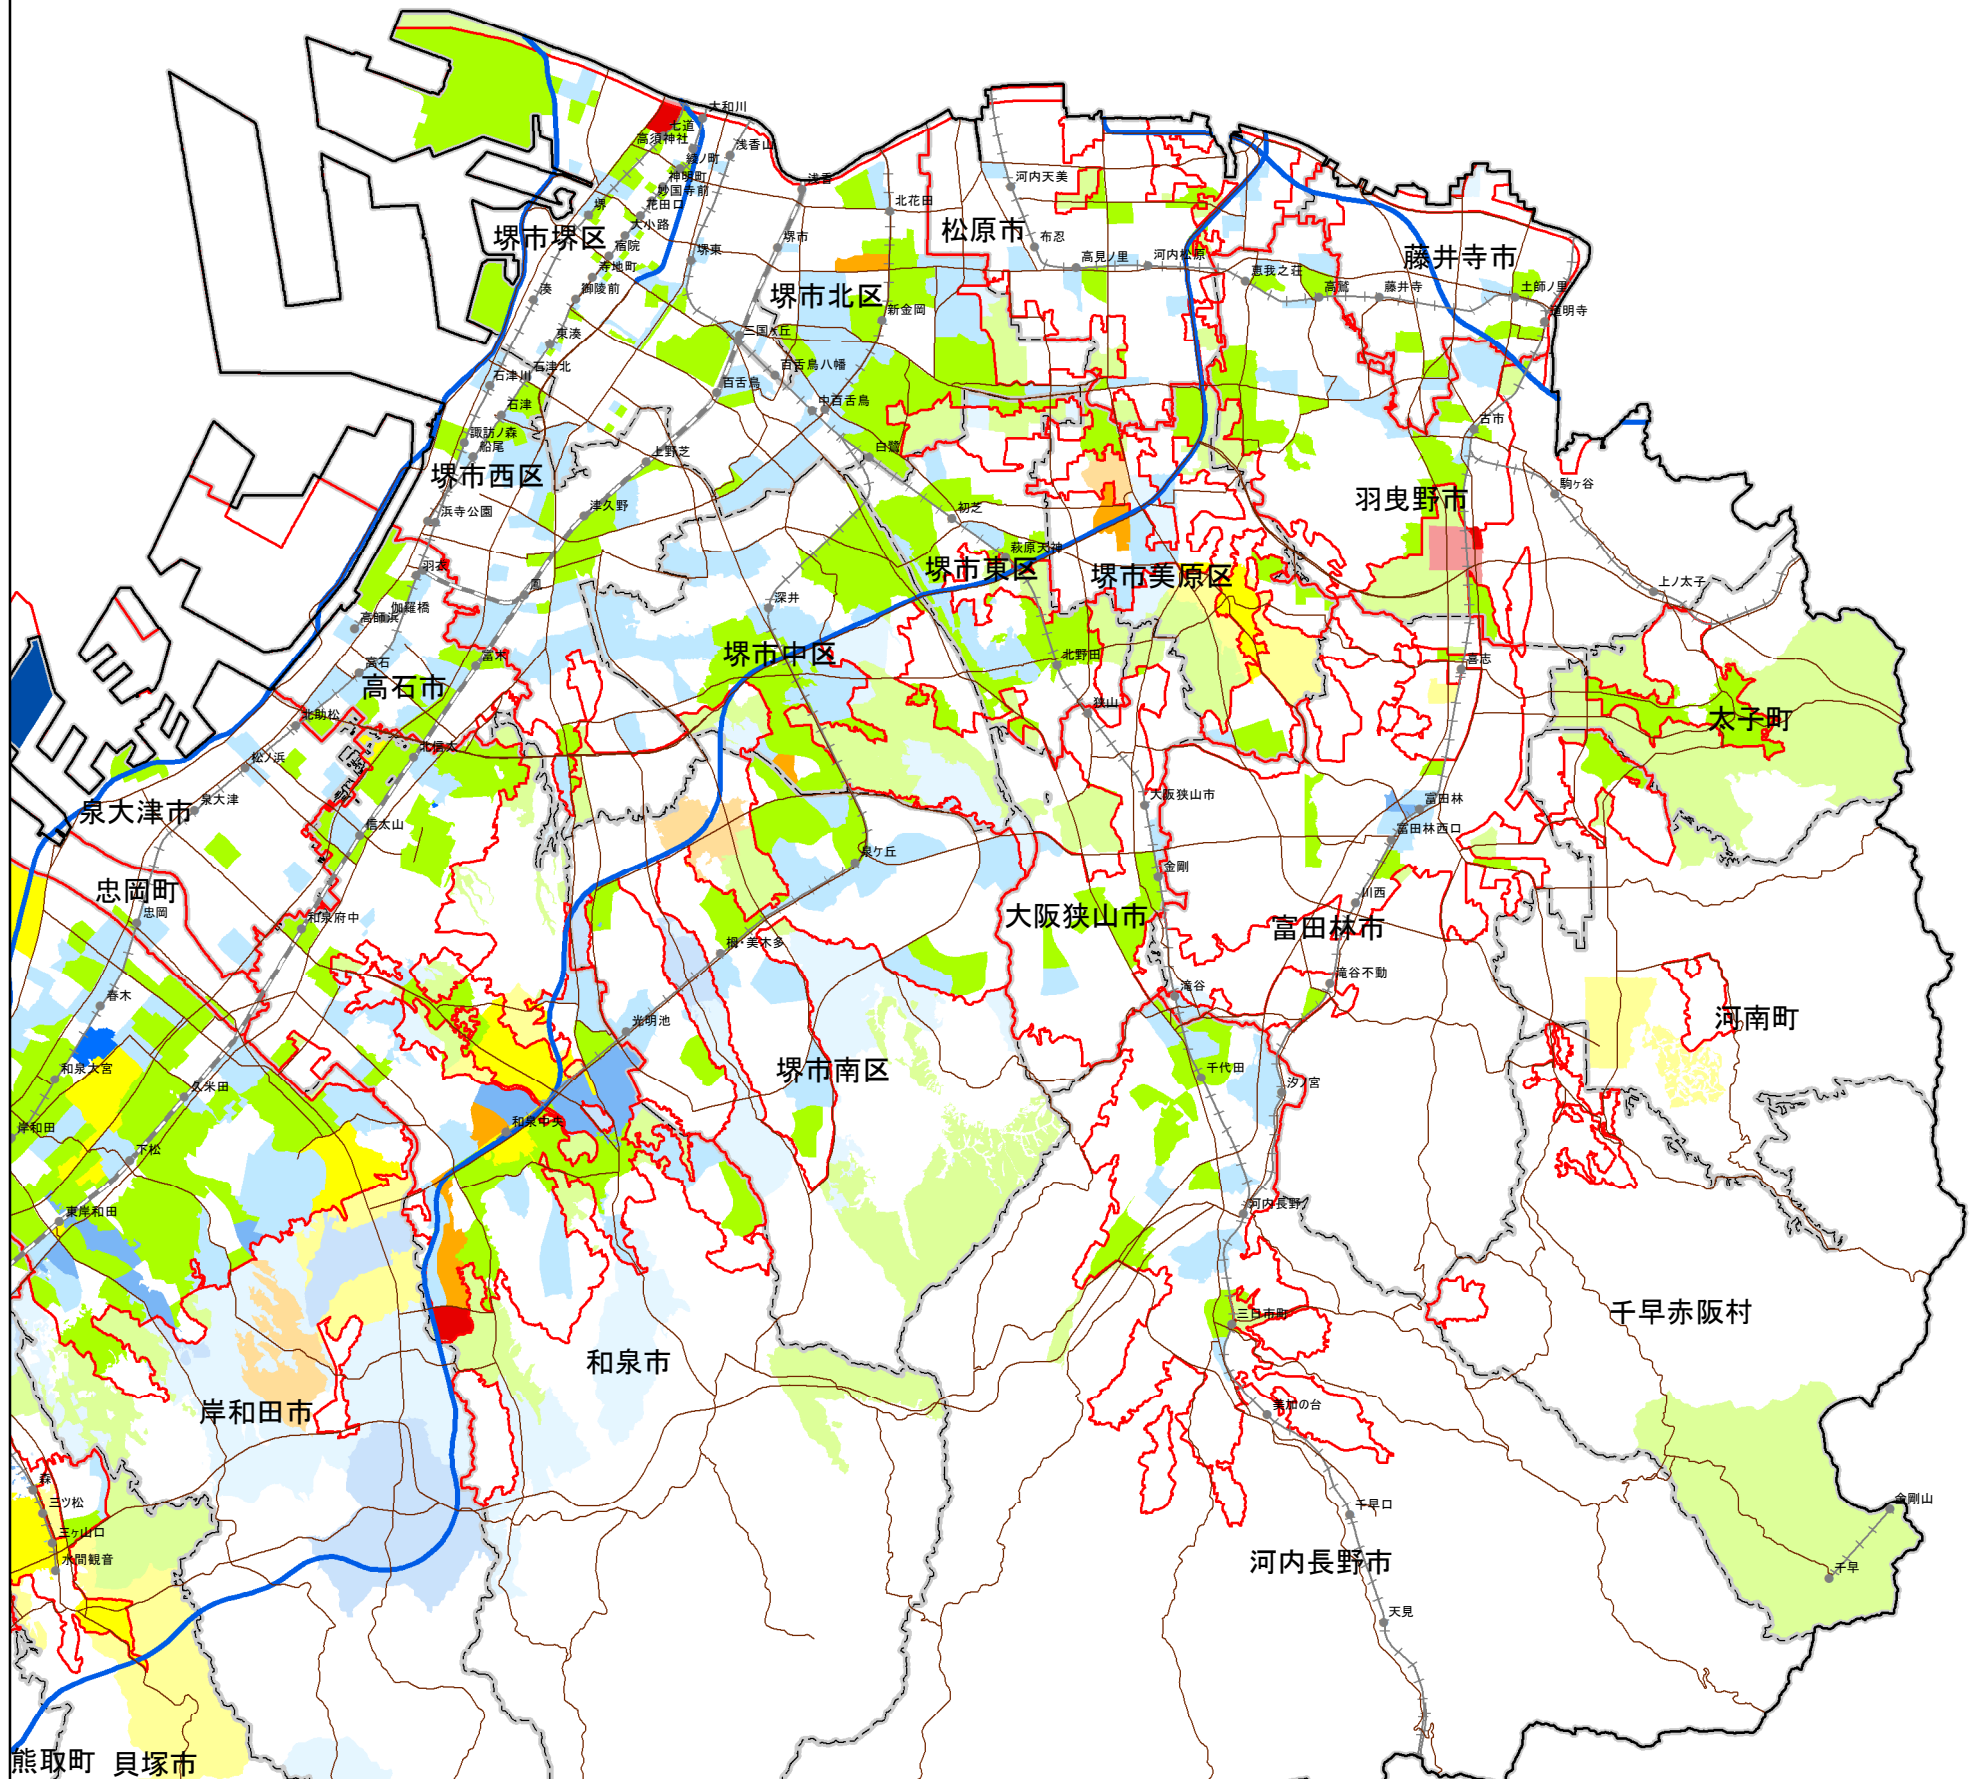 大和川
七道
高須神社
浅香山
綾ノ町
神明町
妙国寺前
浅香
河内天美
花田口
堺
北花田
大小路
松原市
堺市堺区
宿院
堺市
布忍
堺東
高見ノ里
河内松原
藤井寺市
寺地町
恵我之荘
高鷲
藤井寺
土師ノ里
湊
御陵前
堺市北区
新金岡
道明寺
東湊
三国ヶ丘
石津北
百舌鳥八幡
石津川
百舌鳥
石津
中百舌鳥
諏訪ノ森
船尾
古市
上野芝
白鷺
堺市西区
駒ヶ谷
羽曳野市
浜寺公園
津久野
初芝
萩原天神
堺市東区
堺市美原区
羽衣
鳳
上ノ太子
伽羅橋
高師浜
深井
堺市中区
高石
富木
北野田
喜志
高石市
狭山
太子町
北助松
北信太
松ノ浜
泉大津
大阪狭山市
富田林
泉大津市
信太山
富田林西口
泉ケ丘
金剛
忠岡町
川西
忠岡
和泉府中
大阪狭山市
富田林市
栂・美木多
滝谷不動
滝谷
春木
光明池
河南町
和泉大宮
堺市南区
千代田
久米田
汐ノ宮
岸和田
和泉中央
下松
東岸和田
河内長野
三日市町
千早赤阪村
和泉市
岸和田市
美加の台
森
三ツ松
千早口
金剛山
三ヶ山口
水間観音
河内長野市
千早
天見
熊取町
貝塚市